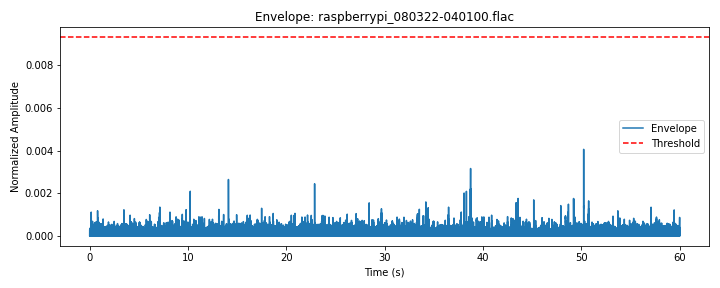 Envelope: raspberrypi_080322-040100.flac
Normalized Amplitude
0.008
0.006
0.004
0.002
0.000
Envelope
Threshold
0
10
20
30
40
50
60
Time (s)